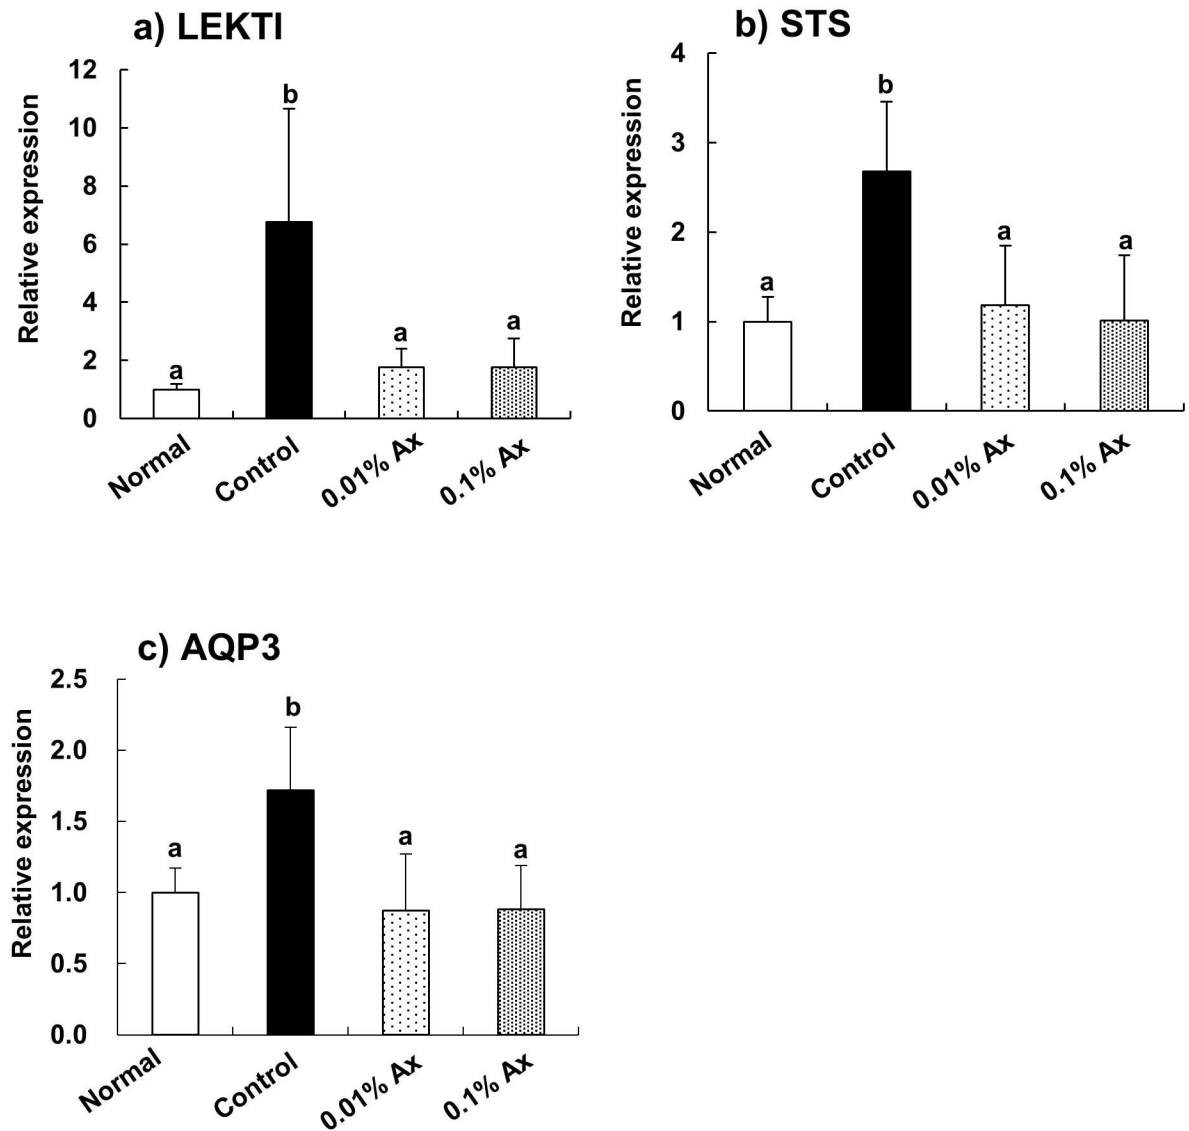 a) LEKTI
Relative expression
12
10
8
6
4
2
0
b
a
a
a
Normal
Control
0.01% Ax
0.1% Ax
b) STS
Relative expression
4
3
2
1
0
a
b
a
a
Normal
Control
0.01% Ax
0.1% Ax
c) AQP3
Relative expression
2.5
2.0
1.5
1.0
0.5
0.0
a
b
a
a
Normal
Control
0.01% Ax
0.1% Ax